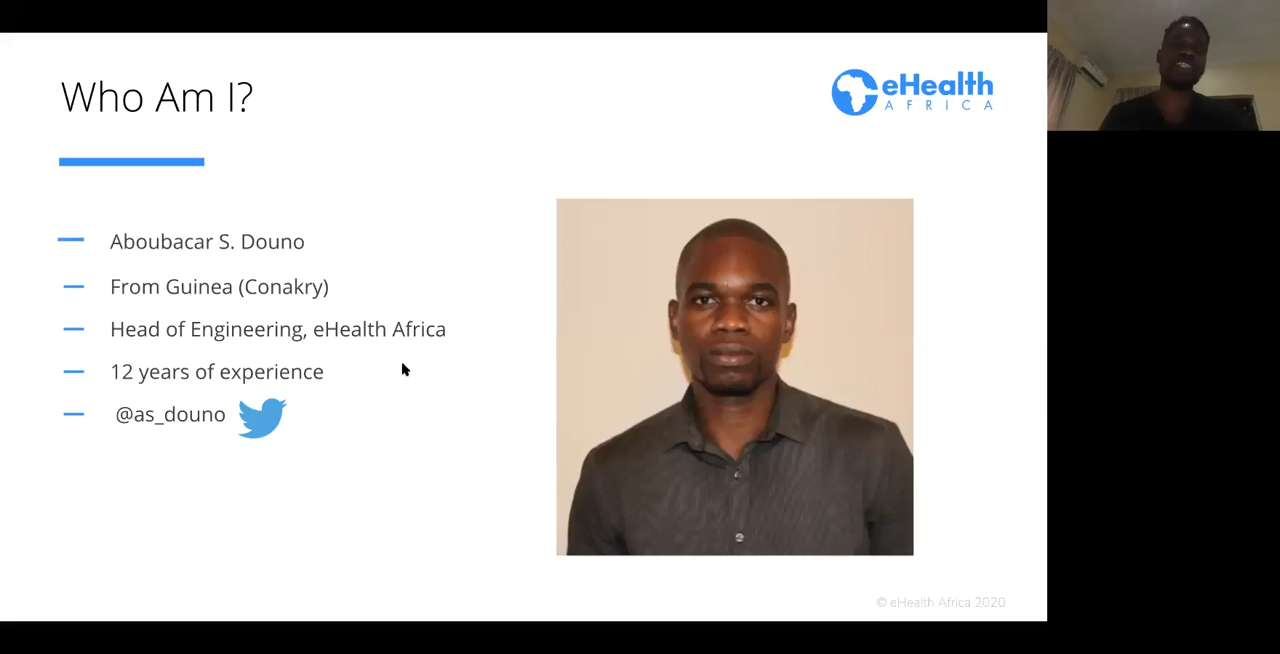 Who Am I?
eHealth
AFRICA
Aboubacar S. Douno
From Guinea (Conakry)
Head of Engineering, eHealth Africa
12 years of experience
@as_douno
© eHealth Africa 2020